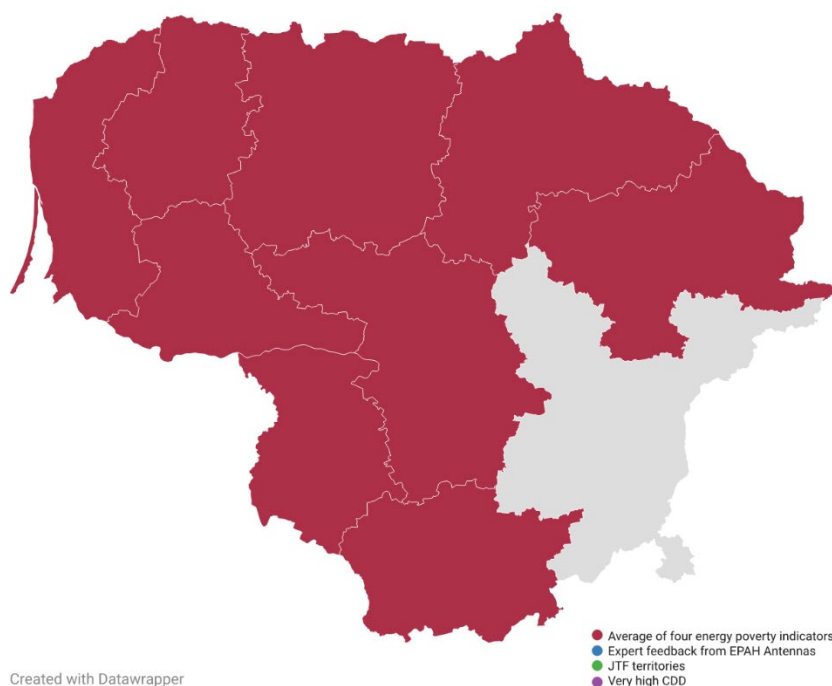 Average of four energy poverty indicators
Expert feedback from EPAH Antennas
JTF territories
Very high CDD
Created with Datawrapper